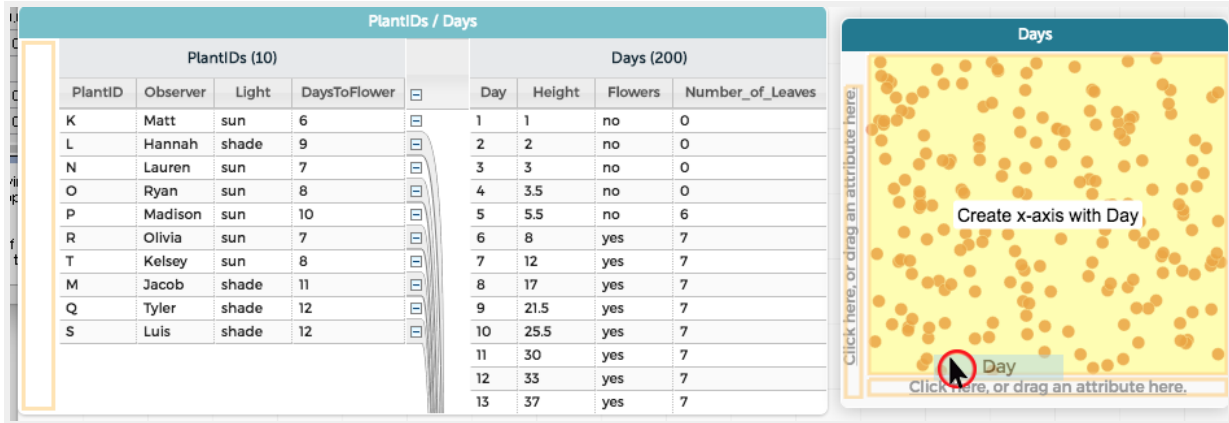 PlantIDs / Days
PlantIDs (10) Days (200)
PlantID Observer Light DaysToFlower Day Height Flowers Number_of_Leaves
K Matt sun 6 1 1 no 0
L Hannah shade 9 2 2 no 0
N Lauren sun 7 3 3 no 0
O Ryan sun 8 4 3.5 no 0
P Madison sun 10 5 5.5 no 6
R Olivia sun 7 6 8 yes 7
T Kelsey sun 8 7 12 yes 7
M Jacob shade 11 8 17 yes 7
Q Tyler shade 12 9 21.5 yes 7
S Luis shade 12 10 25.5 yes 7
11 30 yes 7
12 33 yes 7
13 37 yes 7
Days
Click here, or drag an attribute here.
Create x-axis with Day
Day
Click here, or drag an attribute here.